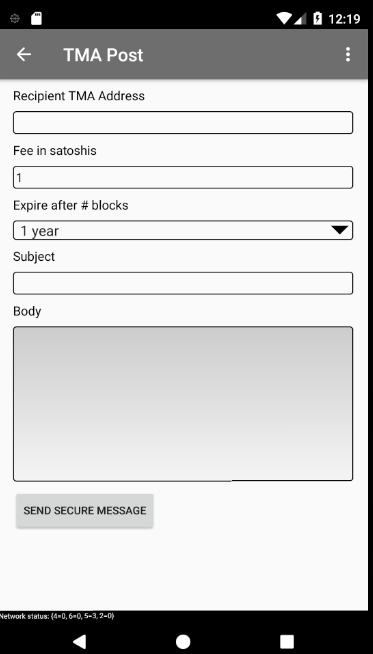 12:19
TMA Post
Recipient TMA Address
Fee in satoshis
1
Expire after # blocks
1 year
Subject
Body
SEND SECURE MESSAGE
Network status: {4=0, 6=0, 5=3, 2=0}